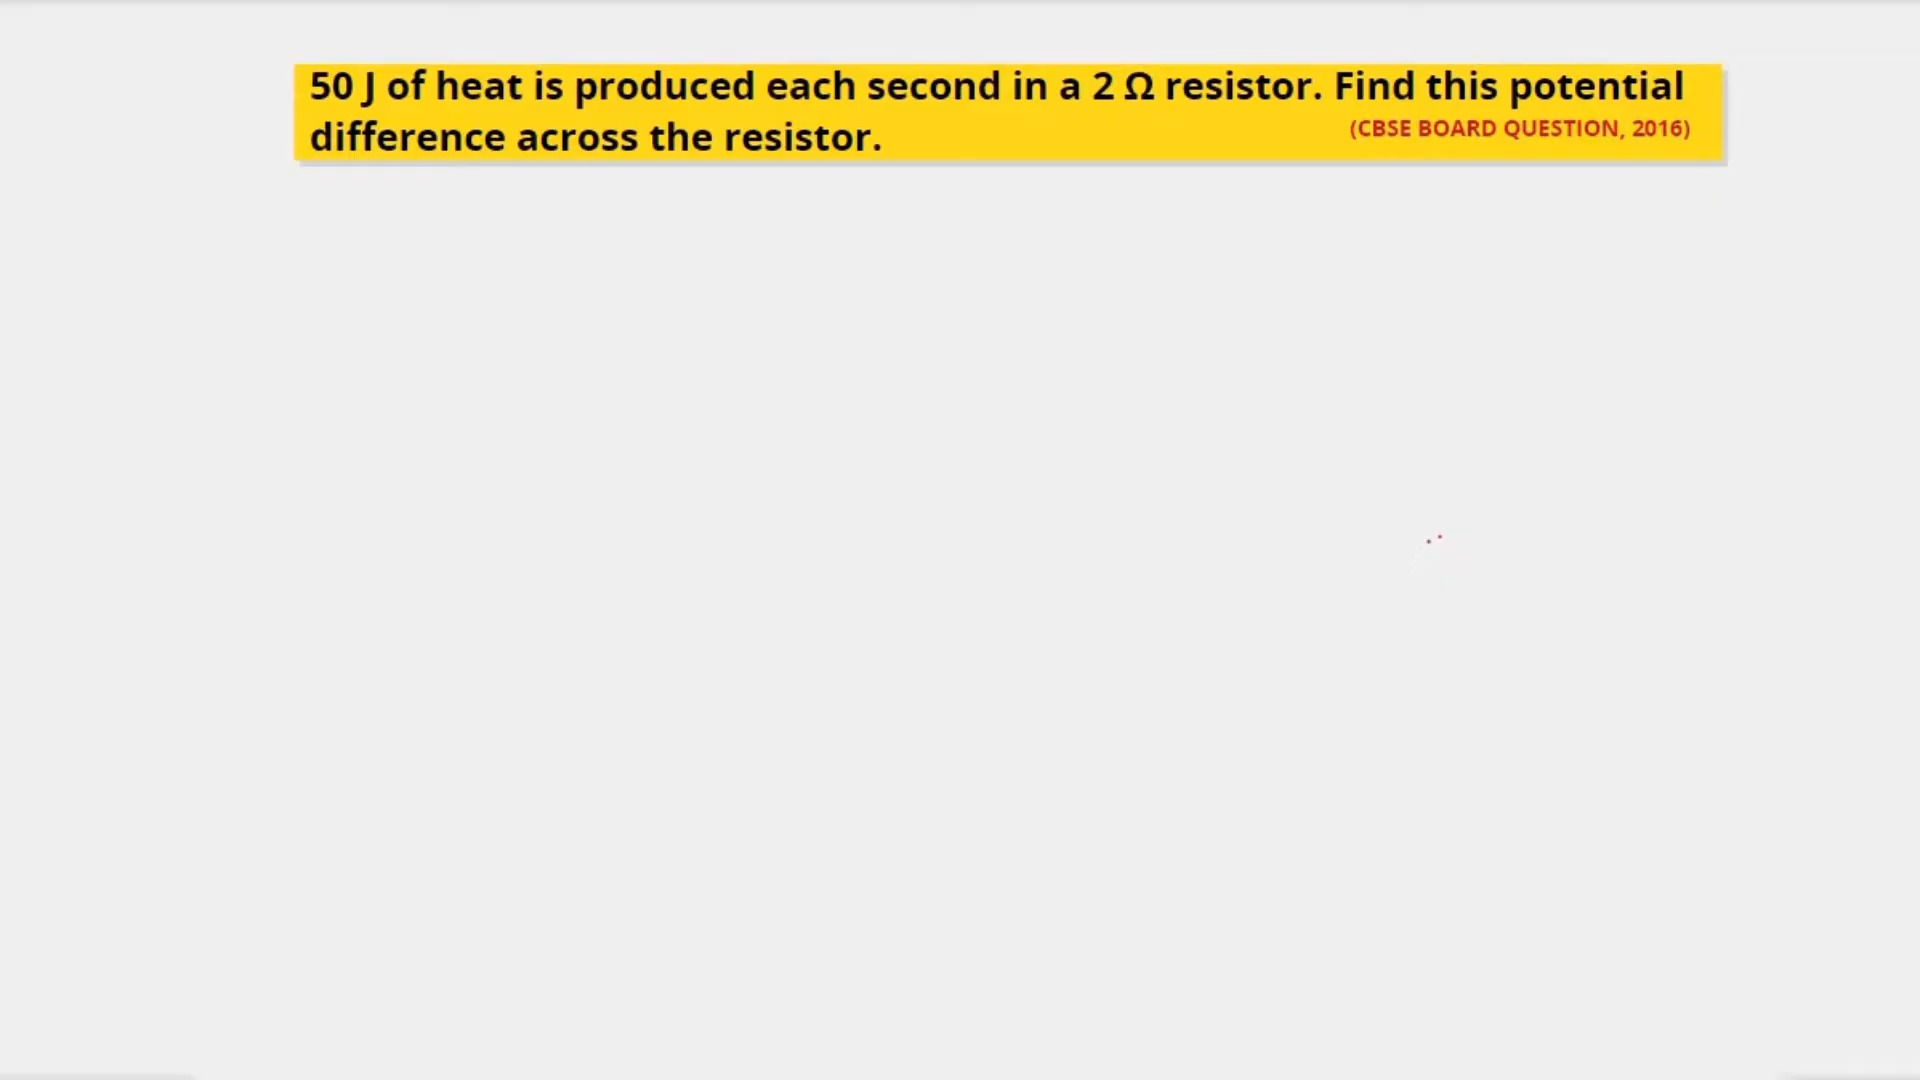 50 J of heat is produced each second in a 2 Ω resistor. Find this potential
difference across the resistor.
(CBSE BOARD QUESTION, 2016)